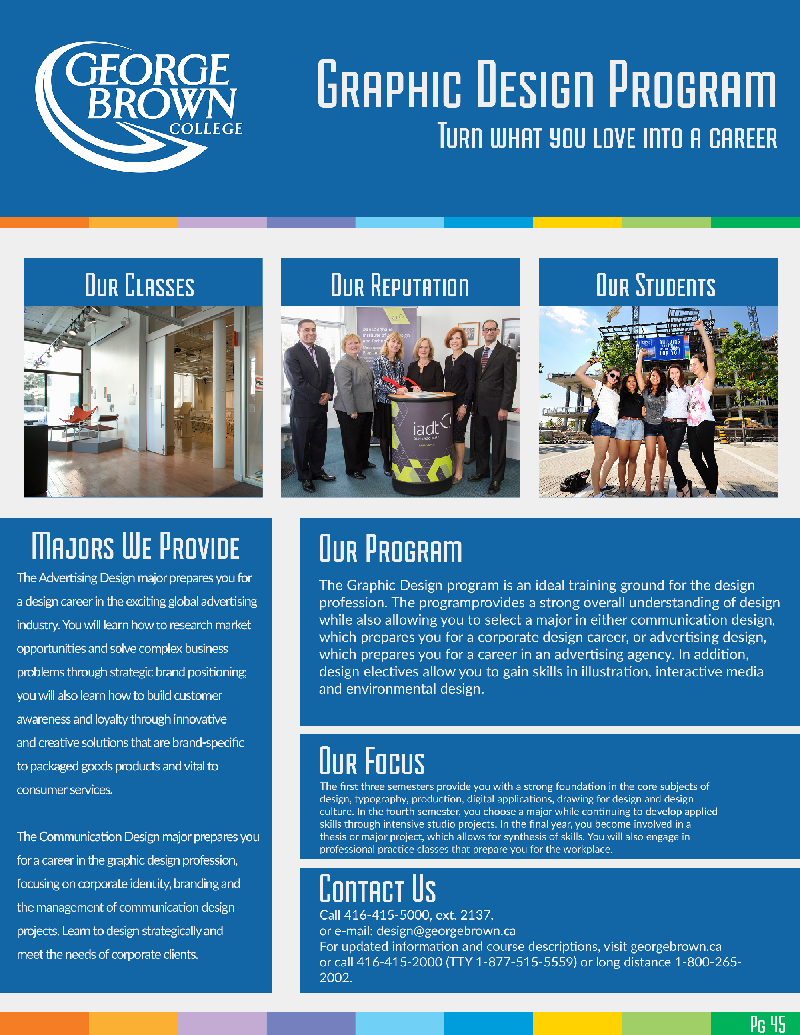 GEORGE
BROWN
COLLEGE
Graphic Design Program
Turn what you love into a career
Our Classes
Our Reputation
Our Students
iadt
Majors We Provide
The Advertising Design major prepares you for
a design career in the exciting global advertising
industry. You will learn how to research market
opportunities and solve complex business
problems through strategic brand positioning;
you will also learn how to build customer
awareness and loyalty through innovative
and creative solutions that are brand-specific
to packaged goods products and vital to
consumer services.
The Communication Design major prepares you
for a career in the graphic design profession,
focusing on corporate identity, branding and
the management of communication design
projects. Learn to design strategically and
meet the needs of corporate clients.
Our Program
The Graphic Design program is an ideal training ground for the design
profession. The programprovides a strong overall understanding of design
while also allowing you to select a major in either communication design,
which prepares you for a corporate design career, or advertising design,
which prepares you for a career in an advertising agency. In addition,
design electives allow you to gain skills in illustration, interactive media
and environmental design.
Our Focus
The first three semesters provide you with a strong foundation in the core subjects of
design, typography, production, digital applications, drawing for design and design
culture. In the fourth semester, you choose a major while continuing to develop applied
skills through intensive studio projects. In the final year, you become involved in a
thesis or major project, which allows for synthesis of skills. You will also engage in
professional practice classes that prepare you for the workplace.
Contact Us
Call 416-415-5000, ext. 2137,
or e-mail: design@georgebrown.ca
For updated information and course descriptions, visit georgebrown.ca
or call 416-415-2000 (TTY 1-877-515-5559) or long distance 1-800-265-
2002.
Pg 45